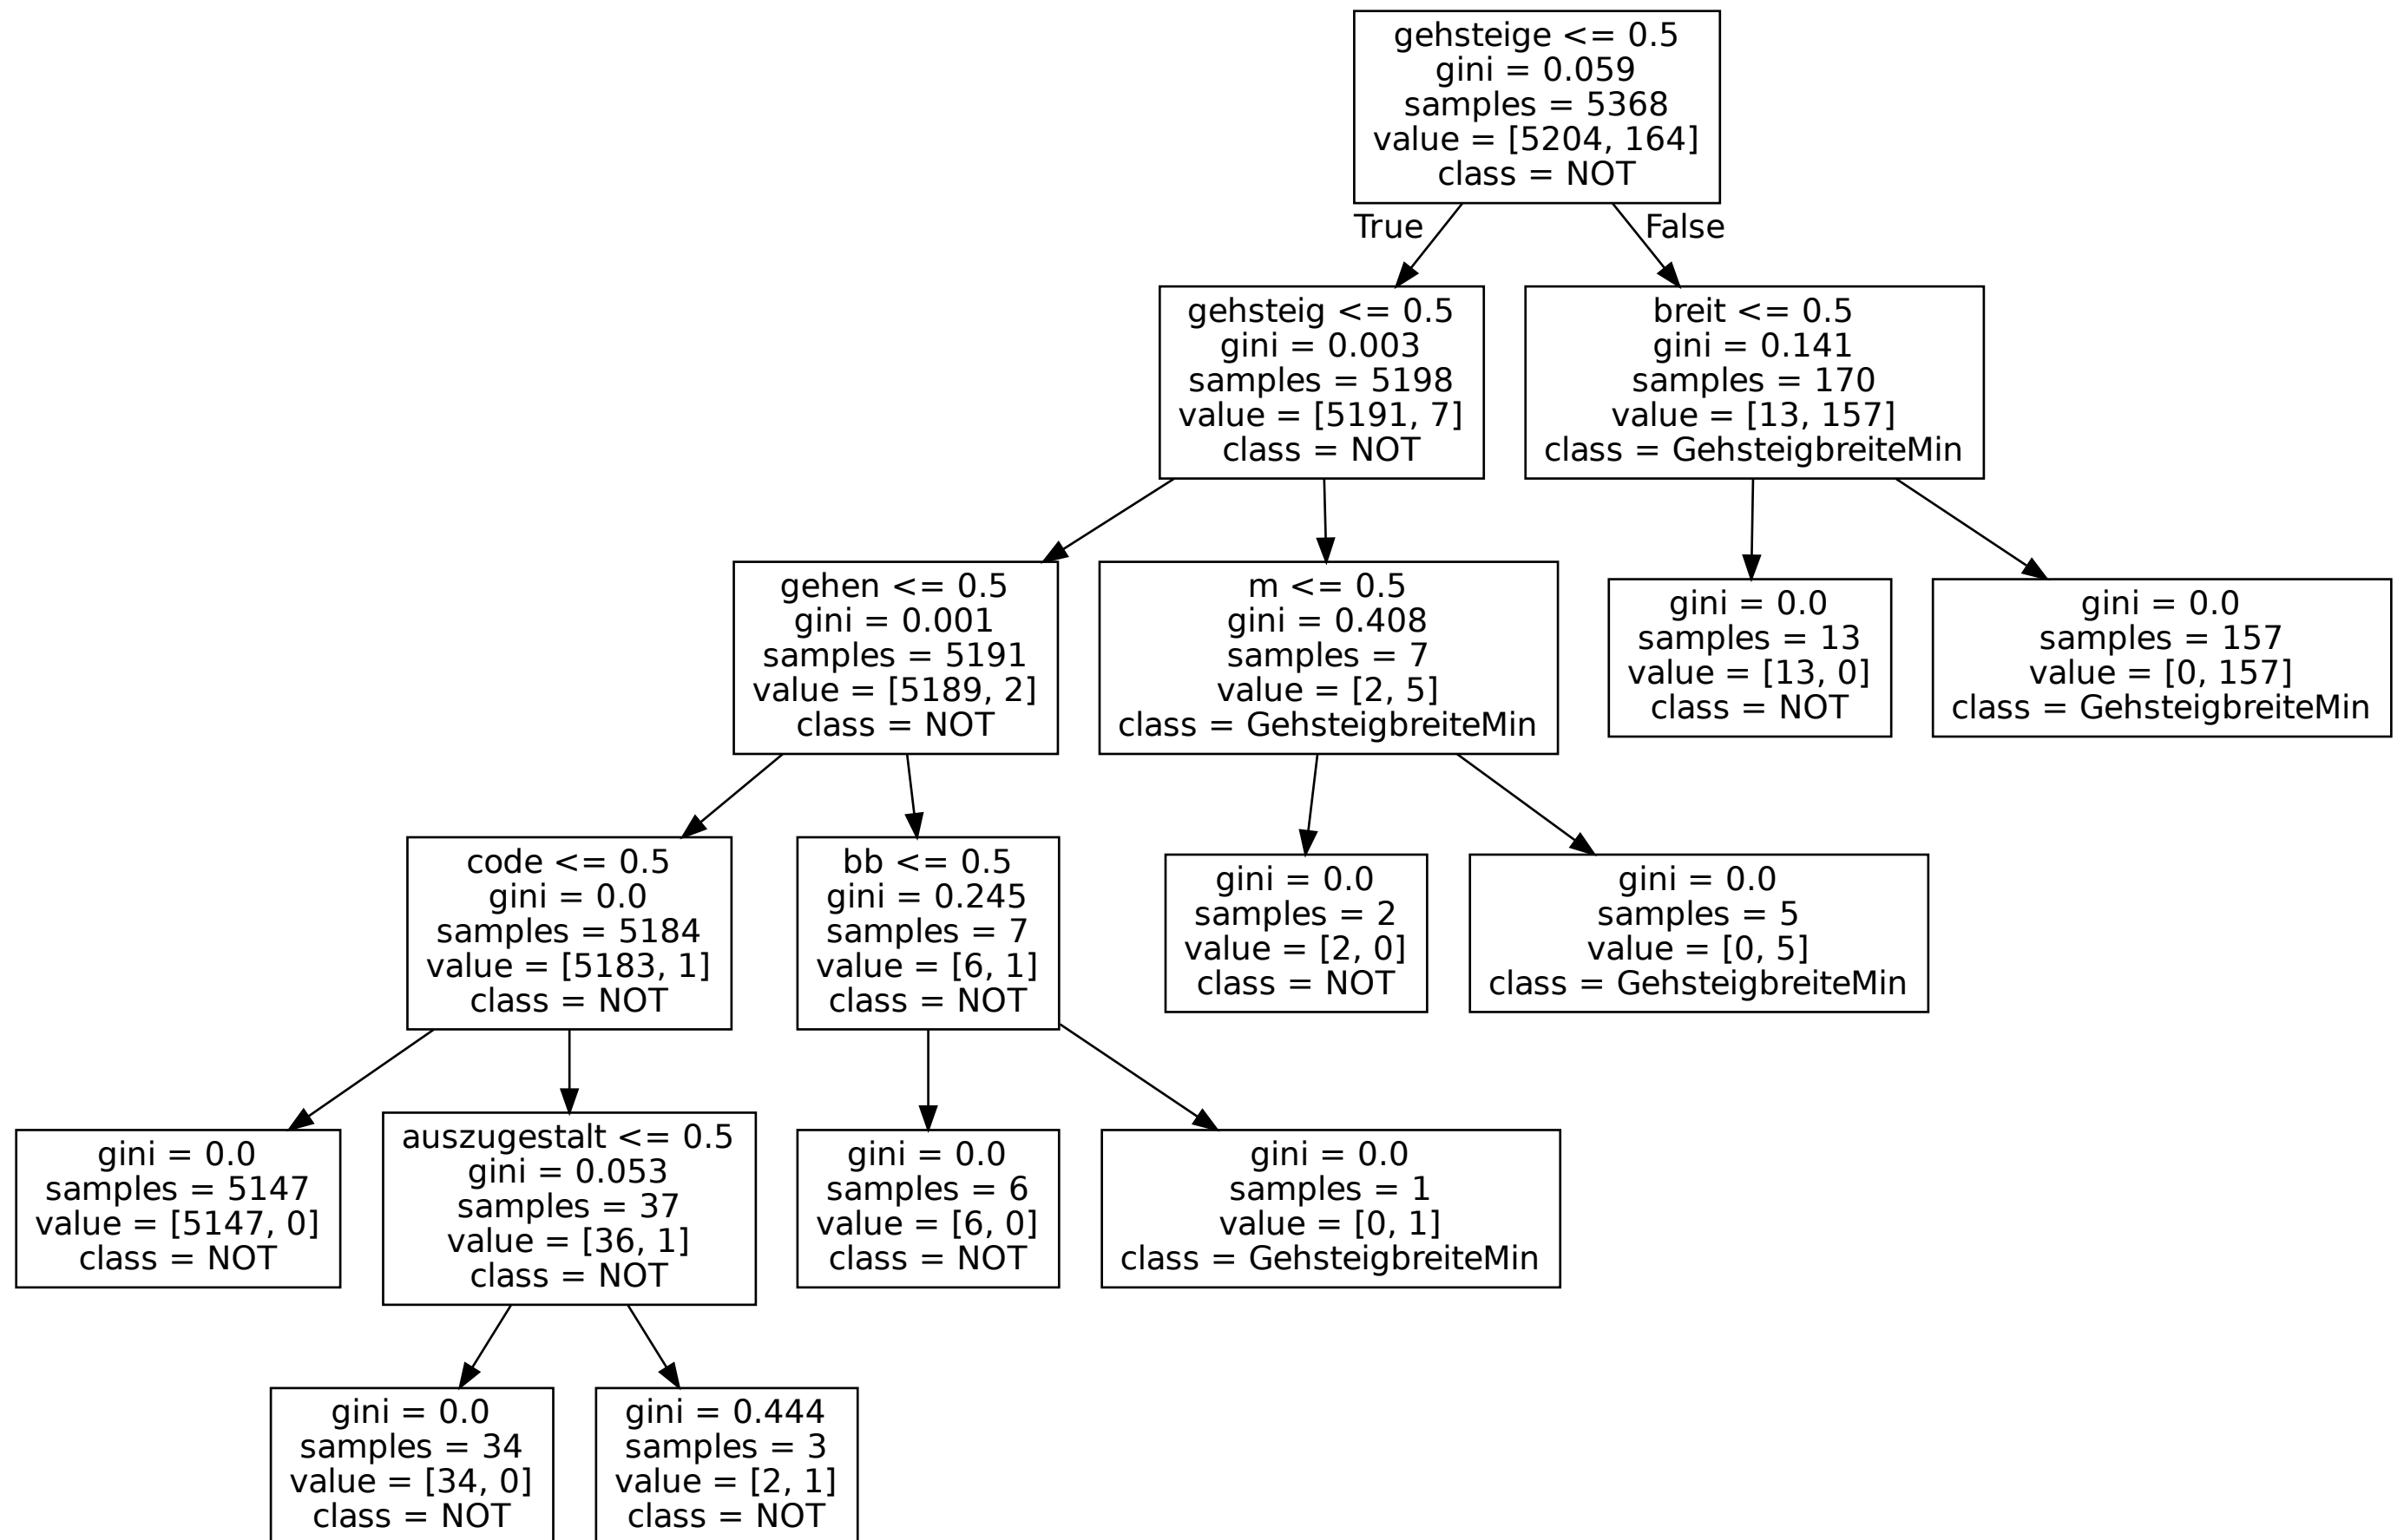 gehsteige <= 0.5
gini = 0.059
samples = 5368
value = [5204, 164]
class = NOT
True
False
gehsteig <= 0.5
gini = 0.003
samples = 5198
value = [5191, 7]
class = NOT
breit <= 0.5
gini = 0.141
samples = 170
value = [13, 157]
class = GehsteigbreiteMin
gehen <= 0.5
gini = 0.001
samples = 5191
value = [5189, 2]
class = NOT
m <= 0.5
gini = 0.408
samples = 7
value = [2, 5]
class = GehsteigbreiteMin
gini = 0.0
samples = 13
value = [13, 0]
class = NOT
gini = 0.0
samples = 157
value = [0, 157]
class = GehsteigbreiteMin
code <= 0.5
gini = 0.0
samples = 5184
value = [5183, 1]
class = NOT
bb <= 0.5
gini = 0.245
samples = 7
value = [6, 1]
class = NOT
gini = 0.0
samples = 2
value = [2, 0]
class = NOT
gini = 0.0
samples = 5
value = [0, 5]
class = GehsteigbreiteMin
gini = 0.0
samples = 5147
value = [5147, 0]
class = NOT
auszugestalt <= 0.5
gini = 0.053
samples = 37
value = [36, 1]
class = NOT
gini = 0.0
samples = 6
value = [6, 0]
class = NOT
gini = 0.0
samples = 1
value = [0, 1]
class = GehsteigbreiteMin
gini = 0.0
samples = 34
value = [34, 0]
class = NOT
gini = 0.444
samples = 3
value = [2, 1]
class = NOT